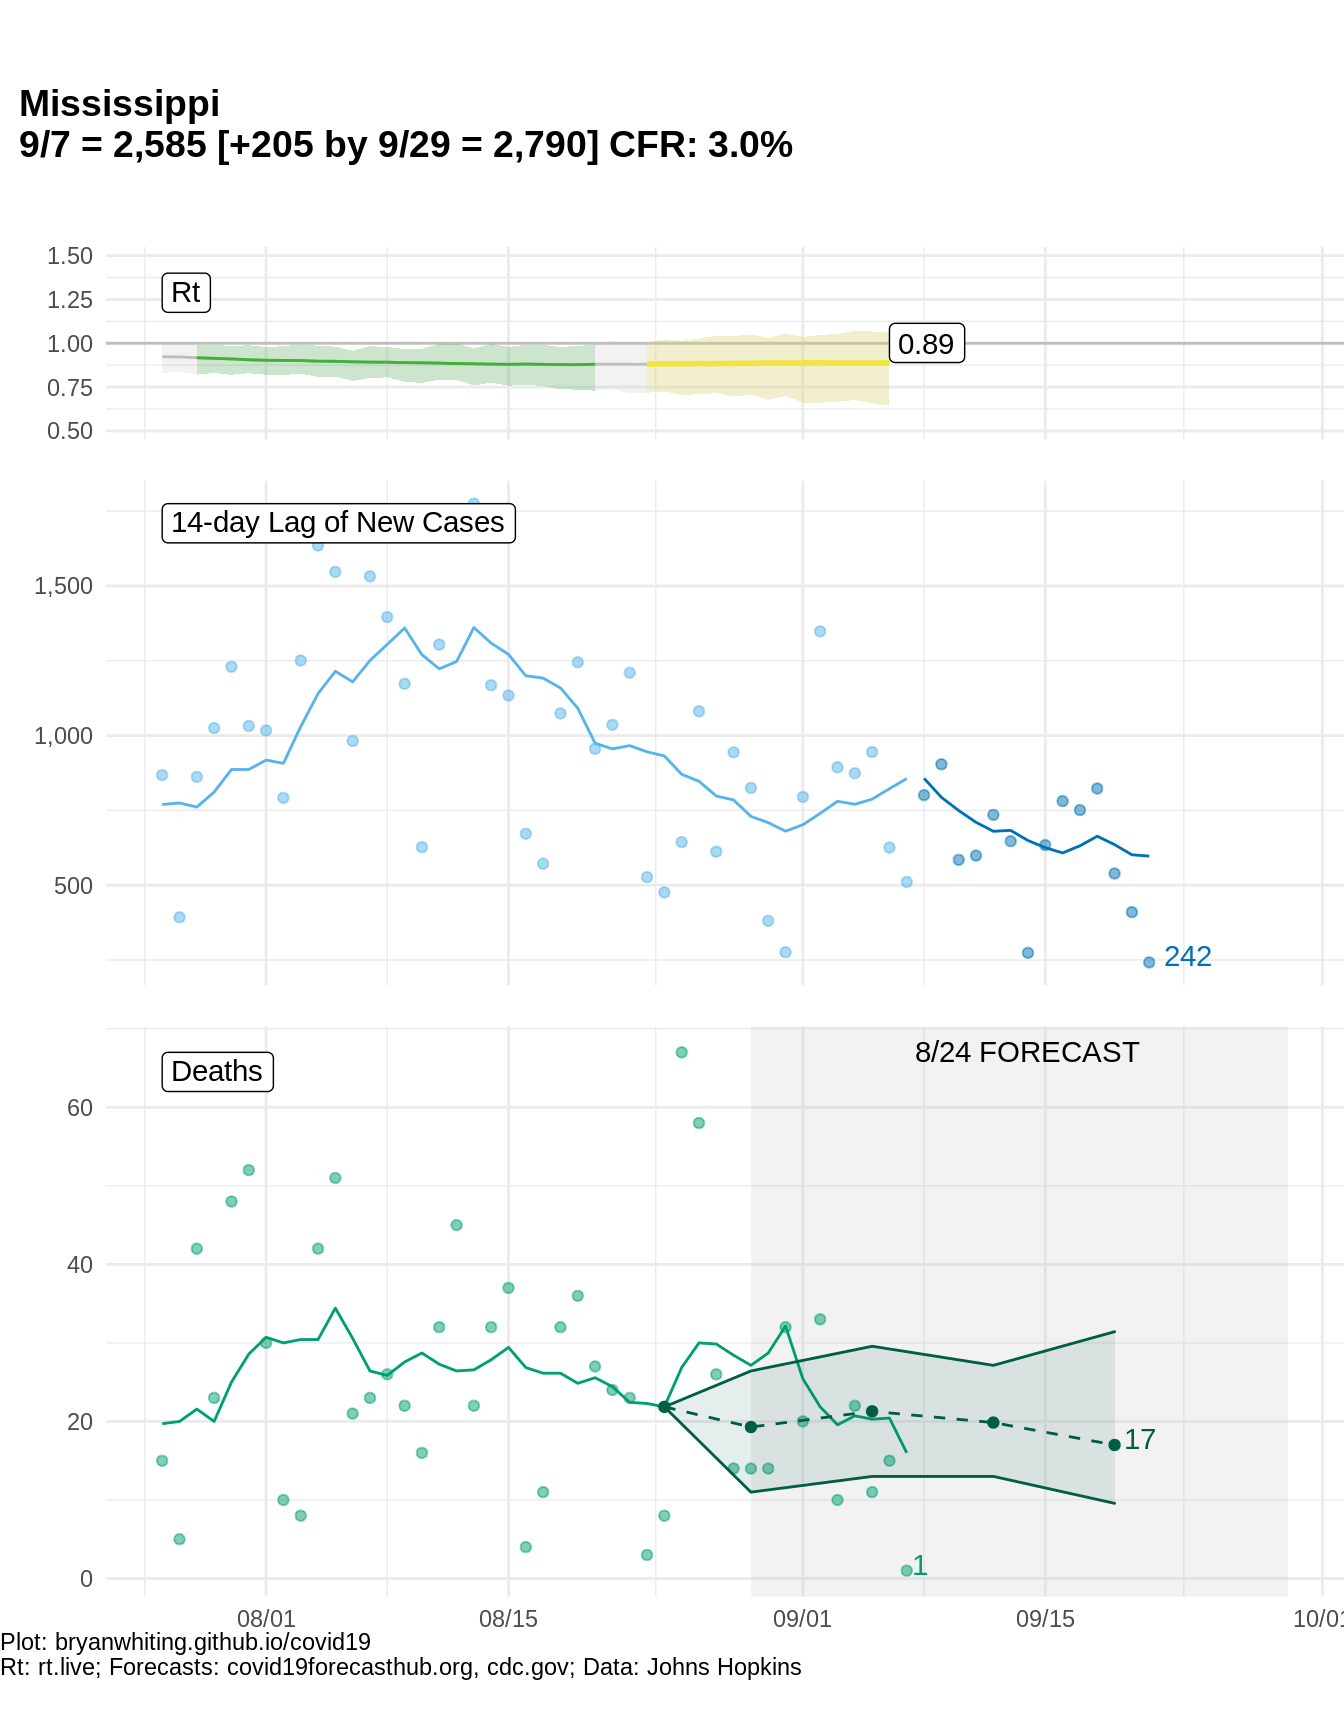 Mississippi
9/7 = 2,585 [+205 by 9/29 = 2,790] CFR: 3.0%
1.50
1.25
1.00
0.75
0.50
Rt
0.89
14-day Lag of New Cases
1,500
1,000
500
242
Deaths
8/24 FORECAST
60
40
20
0
17
1
08/01
08/15
09/01
09/15
10/01
Plot: bryanwhiting.github.io/covid19
Rt: rt.live; Forecasts: covid19forecasthub.org, cdc.gov; Data: Johns Hopkins